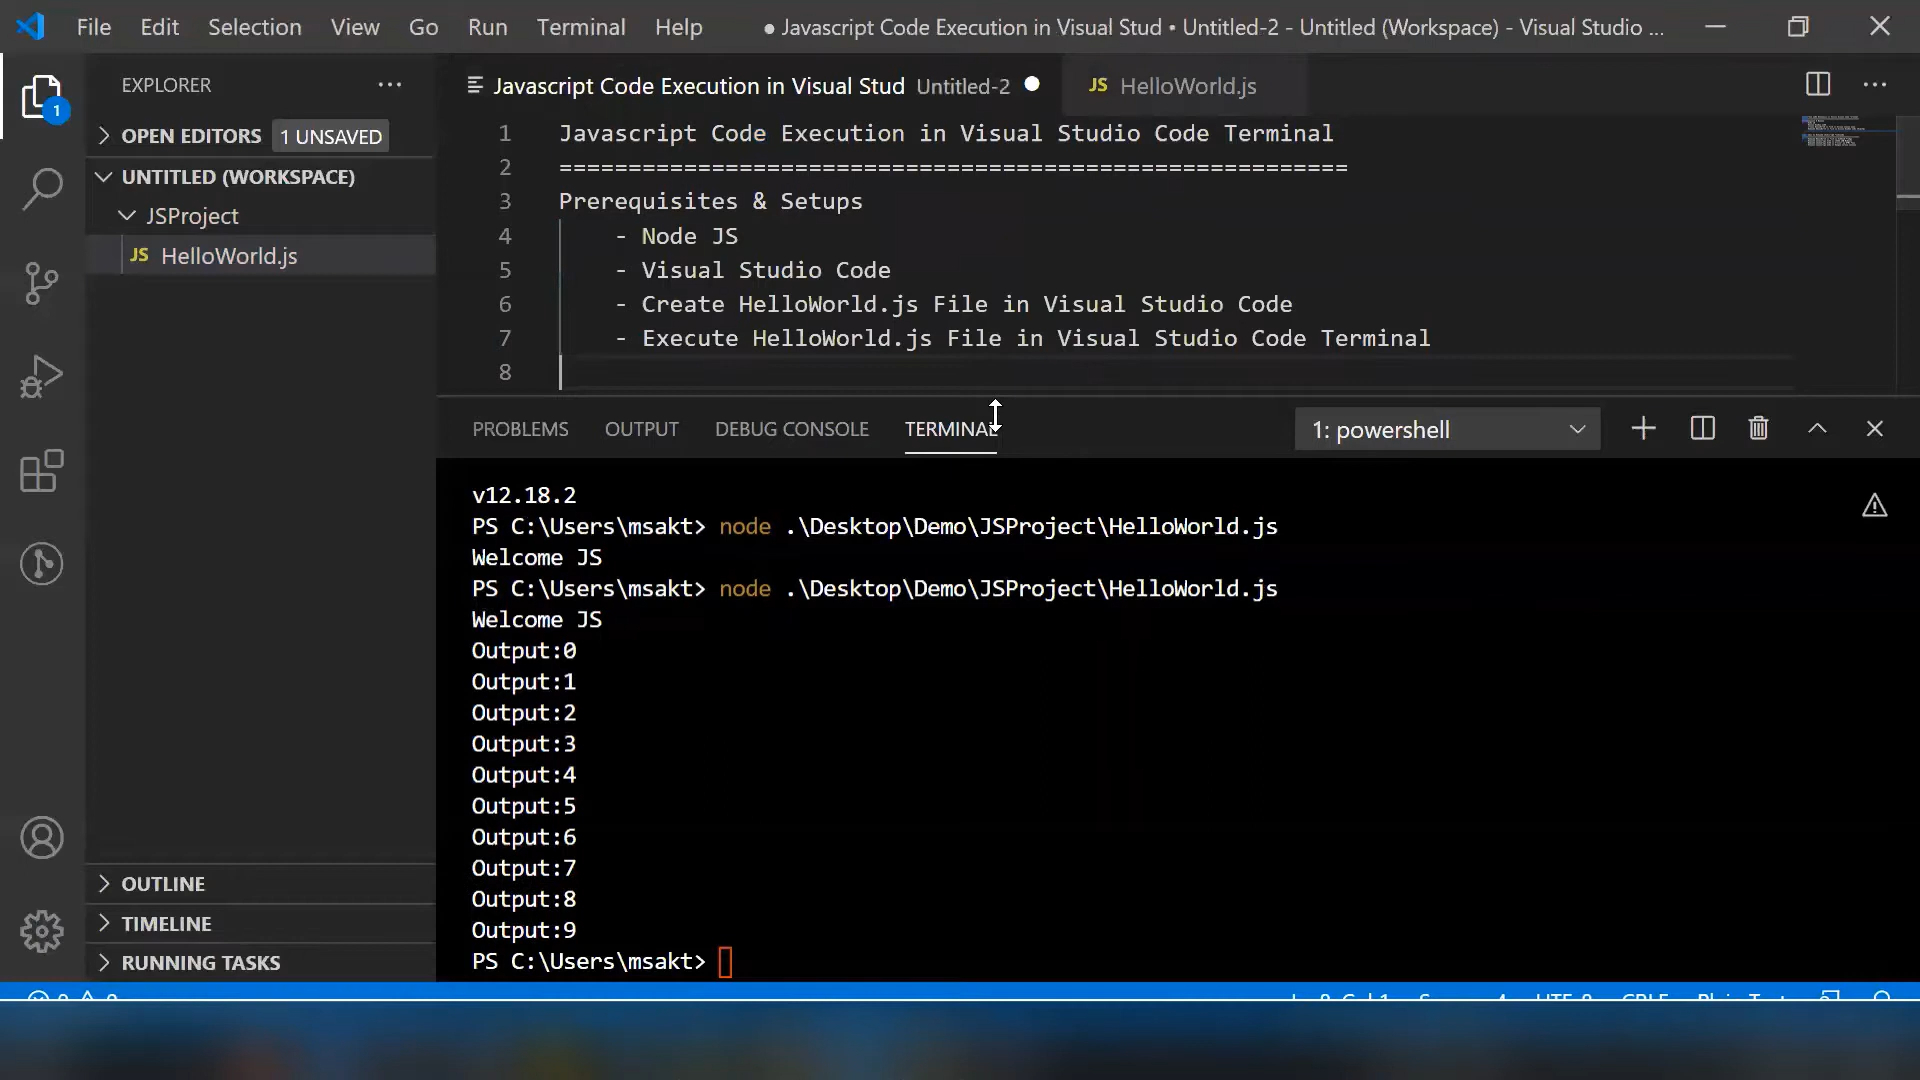 File Edit Selection View Go Run Terminal Help ● Javascript Code Execution in Visual Stud • Untitled-2 - Untitled (Workspace) - Visual Studio ...
EXPLORER
1
OPEN EDITORS 1 UNSAVED
UNTITLED (WORKSPACE)
JSProject
JS HelloWorld.js
OUTLINE
TIMELINE
RUNNING TASKS
Javascript Code Execution in Visual Stud Untitled-2 JS HelloWorld.js
1 Javascript Code Execution in Visual Studio Code Terminal
2 =========================================================
3 Prerequisites & Setups
4 - Node JS
5 - Visual Studio Code
6 - Create HelloWorld.js File in Visual Studio Code
7 - Execute HelloWorld.js File in Visual Studio Code Terminal
8
PROBLEMS OUTPUT DEBUG CONSOLE TERMINAL 1: powershell
v12.18.2
PS C:\Users\msakt> node .\Desktop\Demo\JSProject\HelloWorld.js
Welcome JS
PS C:\Users\msakt> node .\Desktop\Demo\JSProject\HelloWorld.js
Welcome JS
Output:0
Output:1
Output:2
Output:3
Output:4
Output:5
Output:6
Output:7
Output:8
Output:9
PS C:\Users\msakt>